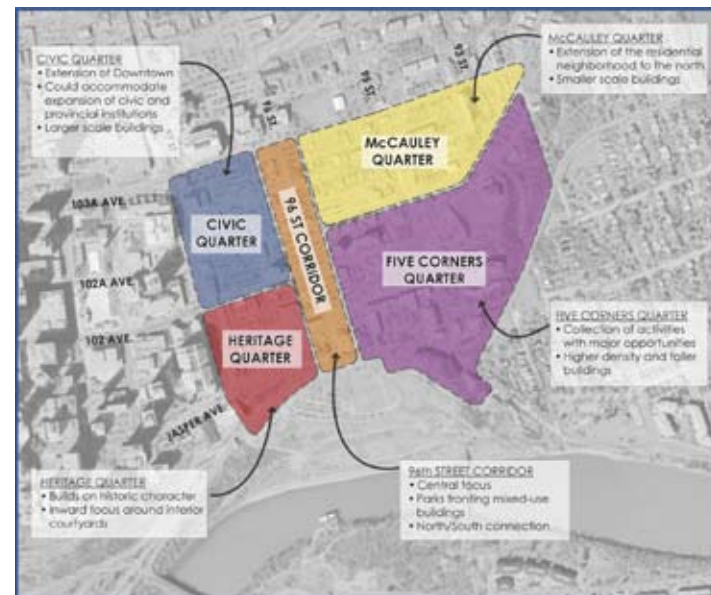 CIVIC QUARTER
• Extension of Downtown
• Could accommodate
expansion of civic and
provincial institutions
• Larger scale buildings
McCAULEY QUARTER
• Extension of the residential
neighborhood to the north
• Smaller scale buildings
96 ST.
95 ST.
93 ST.
McCAULEY
QUARTER
103A AVE.
CIVIC
QUARTER
96 ST CORRIDOR
FIVE CORNERS
QUARTER
102A AVE.
102 AVE.
HERITAGE
QUARTER
JASPER AVE.
FIVE CORNERS QUARTER
• Collection of activities
with major opportunities
• Higher density and taller
buildings
HERITAGE QUARTER
• Builds on historic character
• Inward focus around interior
courtyards
96th STREET CORRIDOR
• Central focus
• Parks fronting mixed-use
buildings
• North/South connection